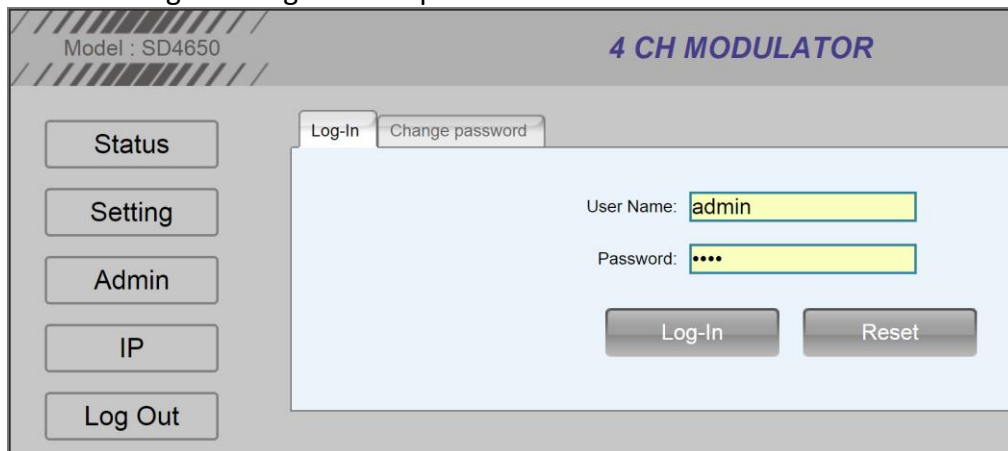 Model : SD4650
4 CH MODULATOR
Status
Setting
Admin
IP
Log Out
Log-In
Change password
User Name: admin
Password: ••••
Log-In
Reset